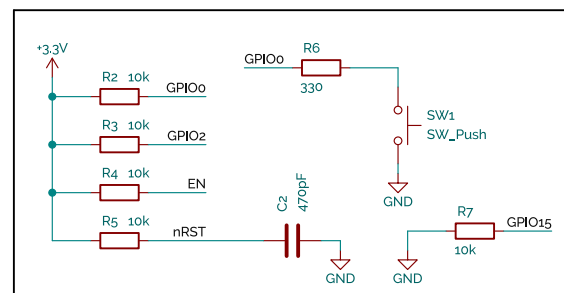 +3.3V
R2 10k
GPIO0
R3 10k
GPIO2
R4 10k
EN
R5 10k
nRST
C2
470pF
GND
GPIO0
R6
330
SW1
SW_Push
GND
R7
10k
GPIO15
GND